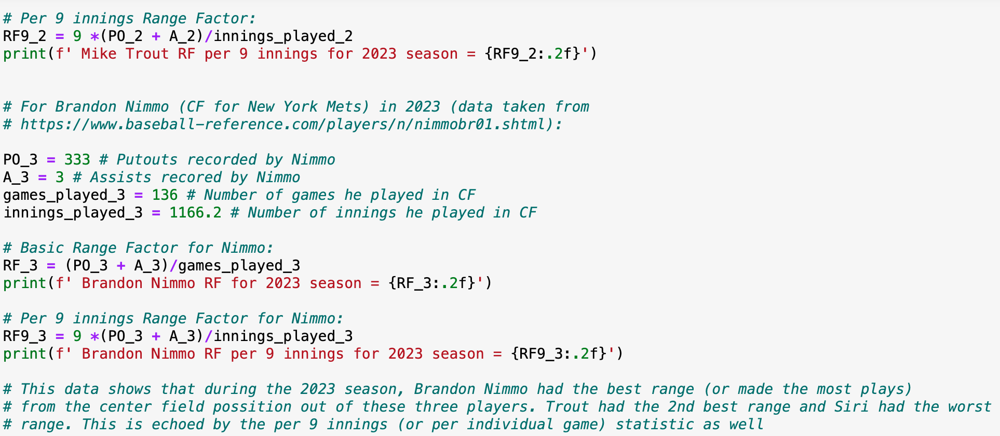 # Per 9 innings Range Factor:
RF9_2 = 9 *(PO_2 + A_2)/innings_played_2
print(f' Mike Trout RF per 9 innings for 2023 season = {RF9_2:.2f}')
# For Brandon Nimmo (CF for New York Mets) in 2023 (data taken from
# https://www.baseball-reference.com/players/n/nimmobr01.shtml):
PO_3 = 333 # Putouts recorded by Nimmo
A_3 = 3 # Assists recored by Nimmo
games_played_3 = 136 # Number of games he played in CF
innings_played_3 = 1166.2 # Number of innings he played in CF
# Basic Range Factor for Nimmo:
RF_3 = (PO_3 + A_3)/games_played_3
print(f' Brandon Nimmo RF for 2023 season = {RF_3:.2f}')
# Per 9 innings Range Factor for Nimmo:
RF9_3 = 9 *(PO_3 + A_3)/innings_played_3
print(f' Brandon Nimmo RF per 9 innings for 2023 season = {RF9_3:.2f}')
# This data shows that during the 2023 season, Brandon Nimmo had the best range (or made the most plays)
# from the center field possition out of these three players. Trout had the 2nd best range and Siri had the worst
# range. This is echoed by the per 9 innings (or per individual game) statistic as well